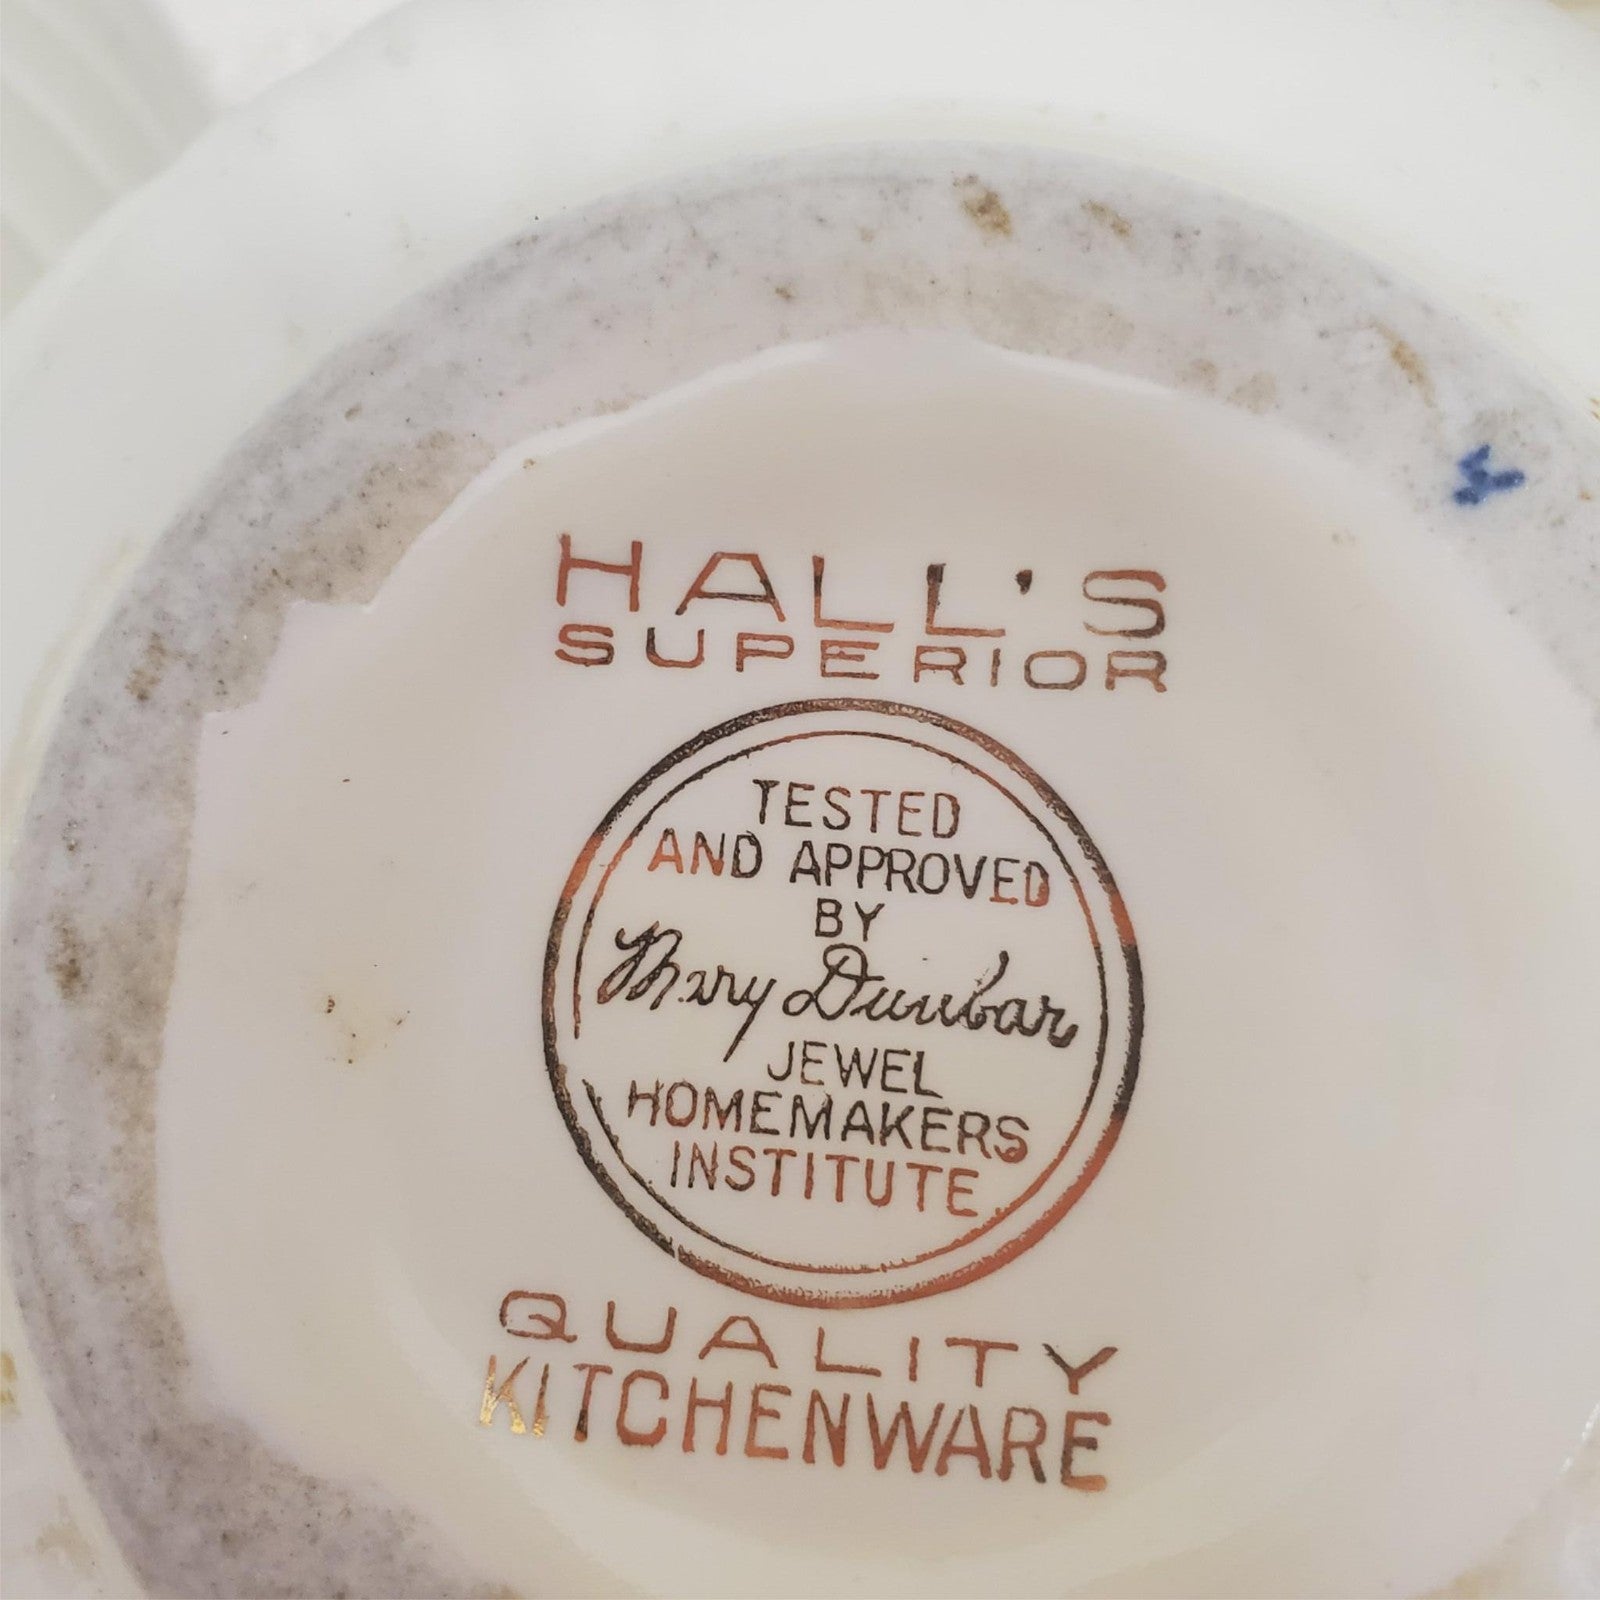 HALL'S
SUPERIOR
TESTED
AND APPROVED
BY
Mary Dunbar
JEWEL
HOMEMAKERS
INSTITUTE
QUALITY
KITCHENWARE